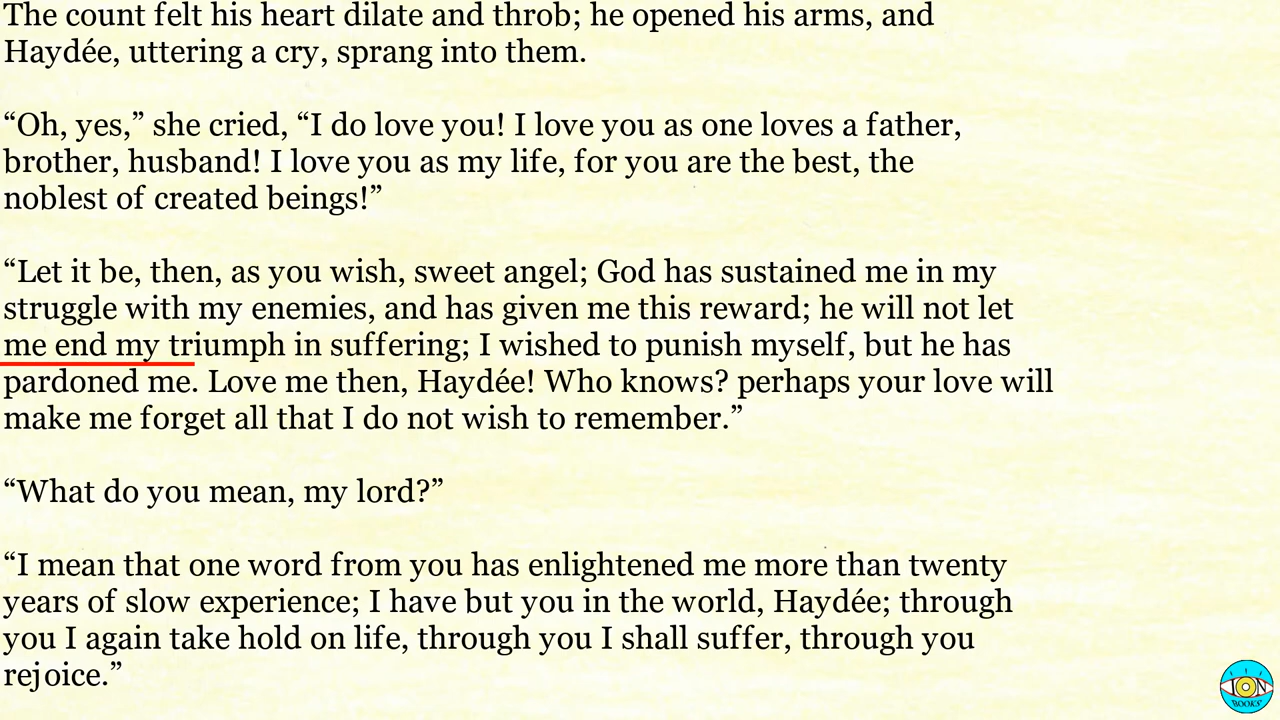 The count felt his heart dilate and throb; he opened his arms, and
Haydée, uttering a cry, sprang into them.
“Oh, yes,” she cried, “I do love you! I love you as one loves a father,
brother, husband! I love you as my life, for you are the best, the
noblest of created beings!”
“Let it be, then, as you wish, sweet angel; God has sustained me in my
struggle with my enemies, and has given me this reward; he will not let
me end my triumph in suffering; I wished to punish myself, but he has
pardoned me. Love me then, Haydée! Who knows? perhaps your love will
make me forget all that I do not wish to remember.”
“What do you mean, my lord?”
“I mean that one word from you has enlightened me more than twenty
years of slow experience; I have but you in the world, Haydée; through
you I again take hold on life, through you I shall suffer, through you
rejoice.”
ION
BOOKS